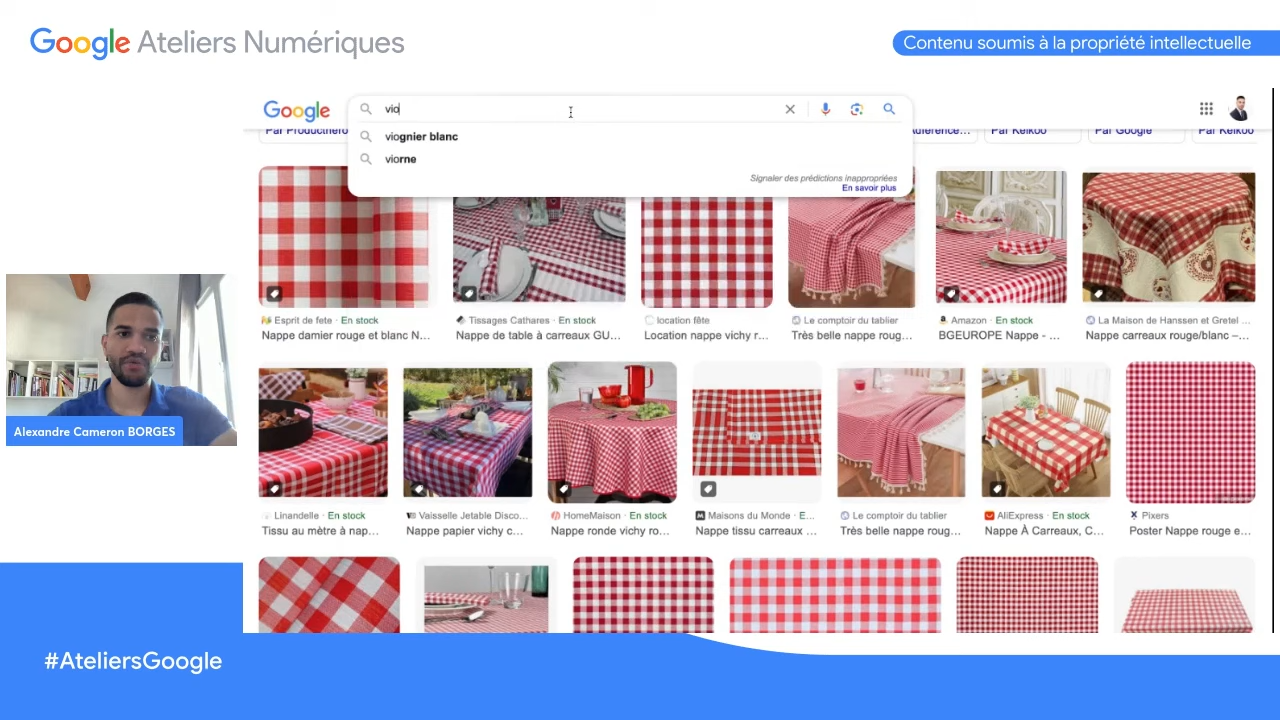 Google Ateliers Numériques
Contenu soumis à la propriété intellectuelle
Google
vio
viognier blanc
viorne
Signaler des prédictions inappropriées
En savoir plus
Par Kelkoo
Par Google
Par Kelkoo
Esprit de fete · En stock
Nappe damier rouge et blanc N...
Tissages Cathares · En stock
Nappe de table à carreaux GU...
location fête
Location nappe vichy r...
Le comptoir du tablier
Très belle nappe roug...
Amazon · En stock
BGEUROPE Nappe - ...
La Maison de Hanssen et Gretel ...
Nappe carreaux rouge/blanc –...
Alexandre Cameron BORGES
Linandelle · En stock
Tissu au mètre à nap...
Vaisselle Jetable Disco...
Nappe papier vichy c...
HomeMaison · En stock
Nappe ronde vichy ro...
Maisons du Monde · E...
Nappe tissu carreaux ...
Le comptoir du tablier
Très belle nappe roug...
AliExpress · En stock
Nappe À Carreaux, C...
Pixers
Poster Nappe rouge e...
#AteliersGoogle